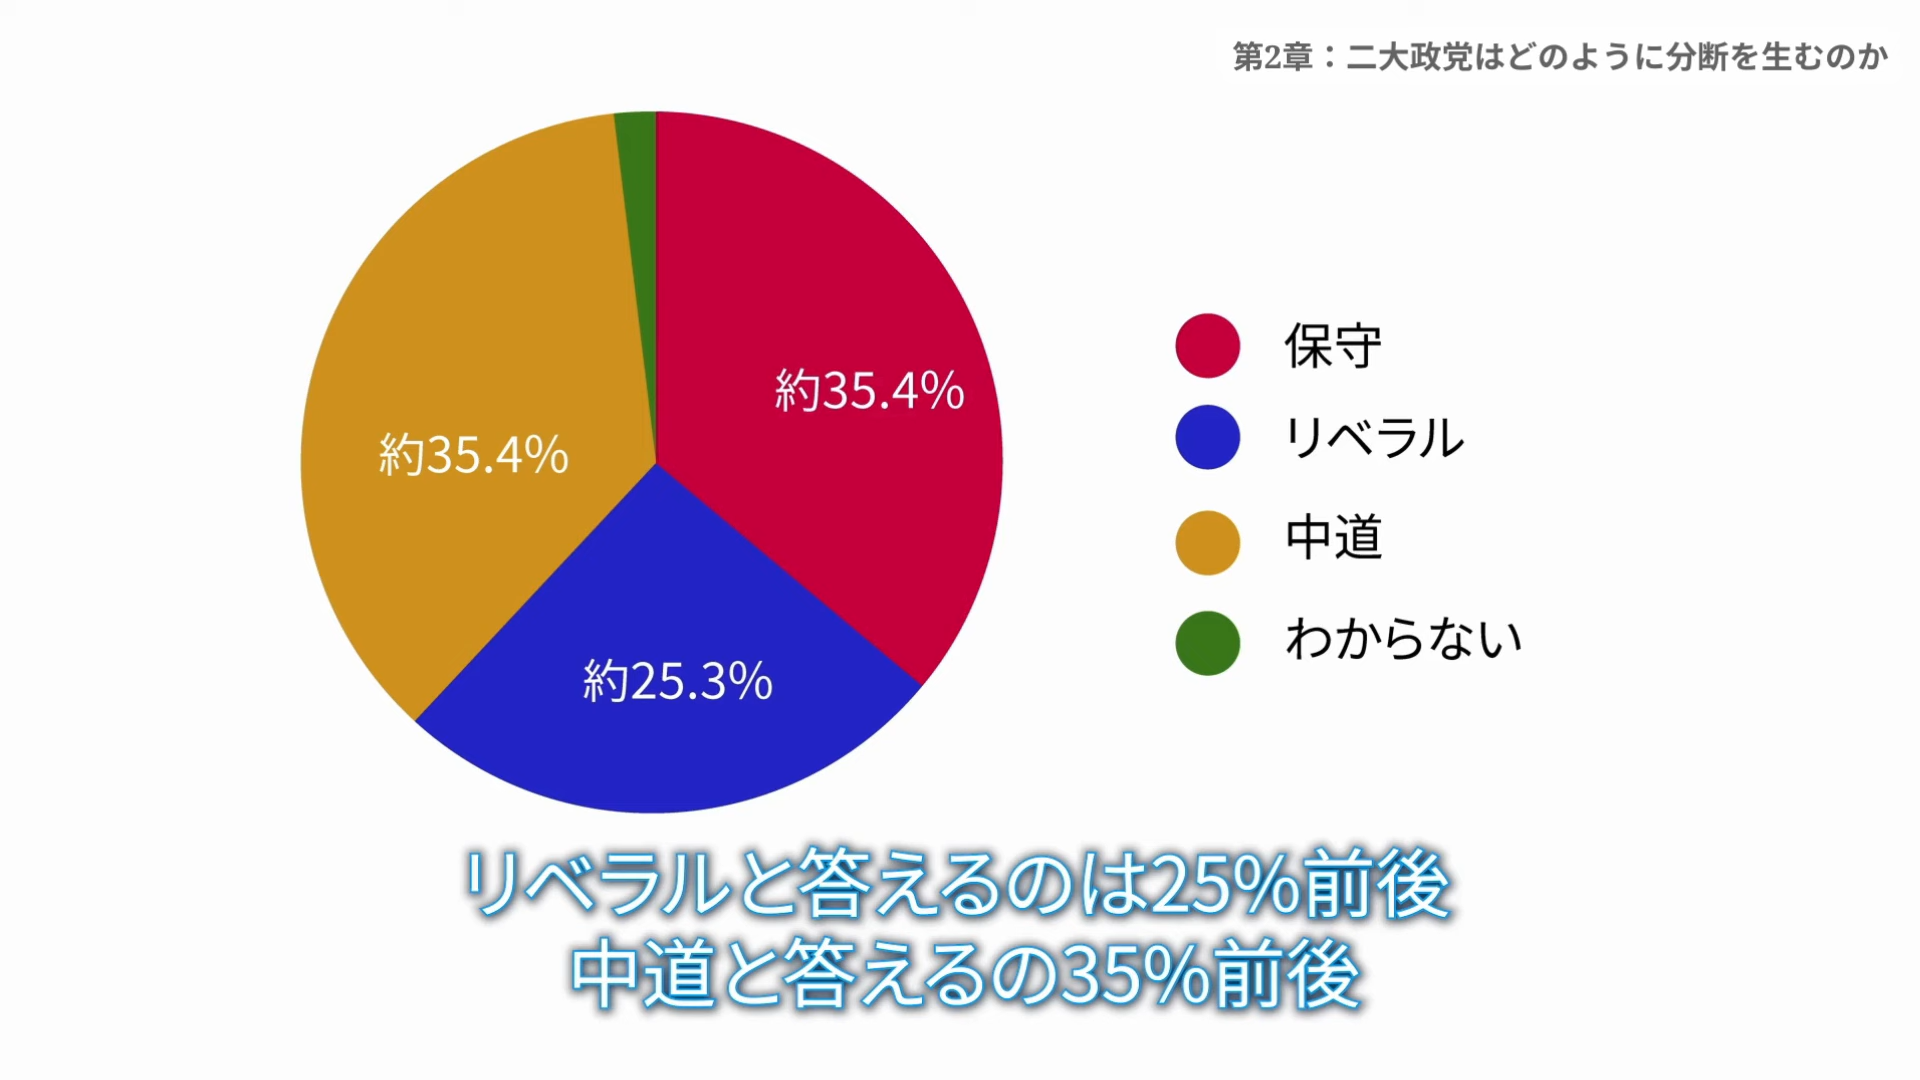 第2章：二大政党はどのように分断を生むのか
約35.4%
約35.4%
約25.3%
保守
リベラル
中道
わからない
リベラルと答えるのは25%前後
中道と答えるの35%前後